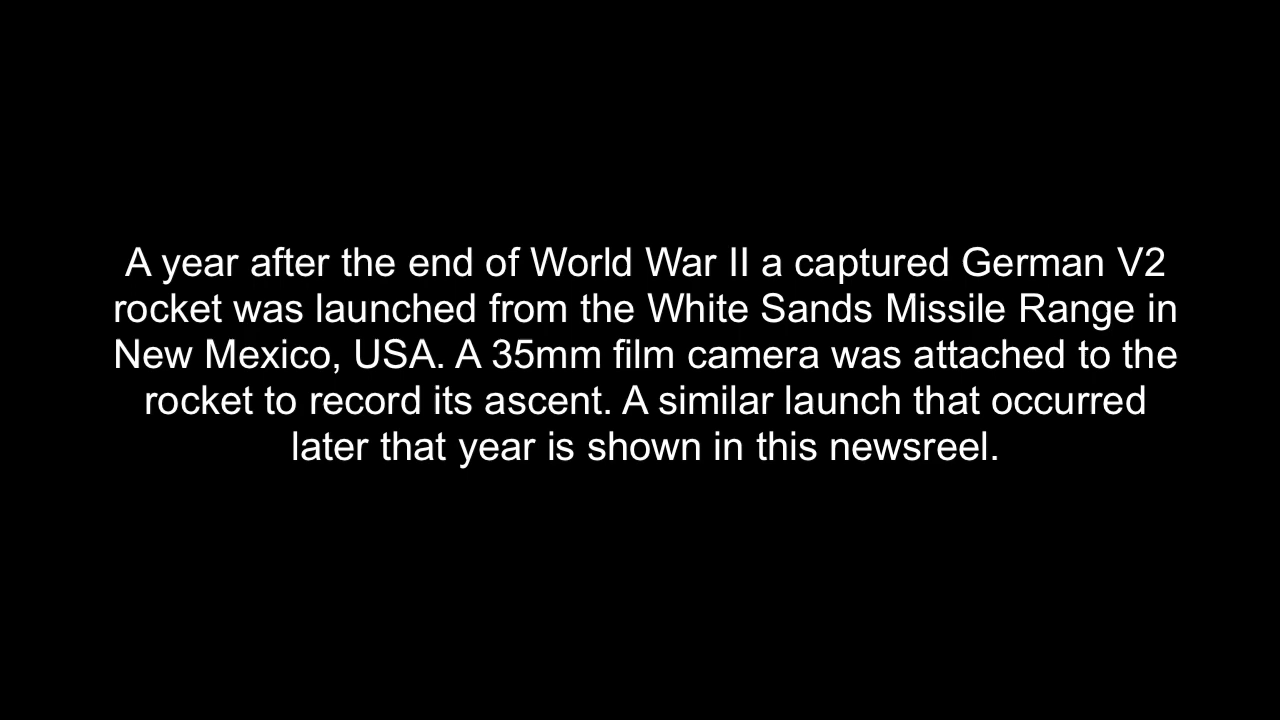 A year after the end of World War II a captured German V2
rocket was launched from the White Sands Missile Range in
New Mexico, USA. A 35mm film camera was attached to the
rocket to record its ascent. A similar launch that occurred
later that year is shown in this newsreel.